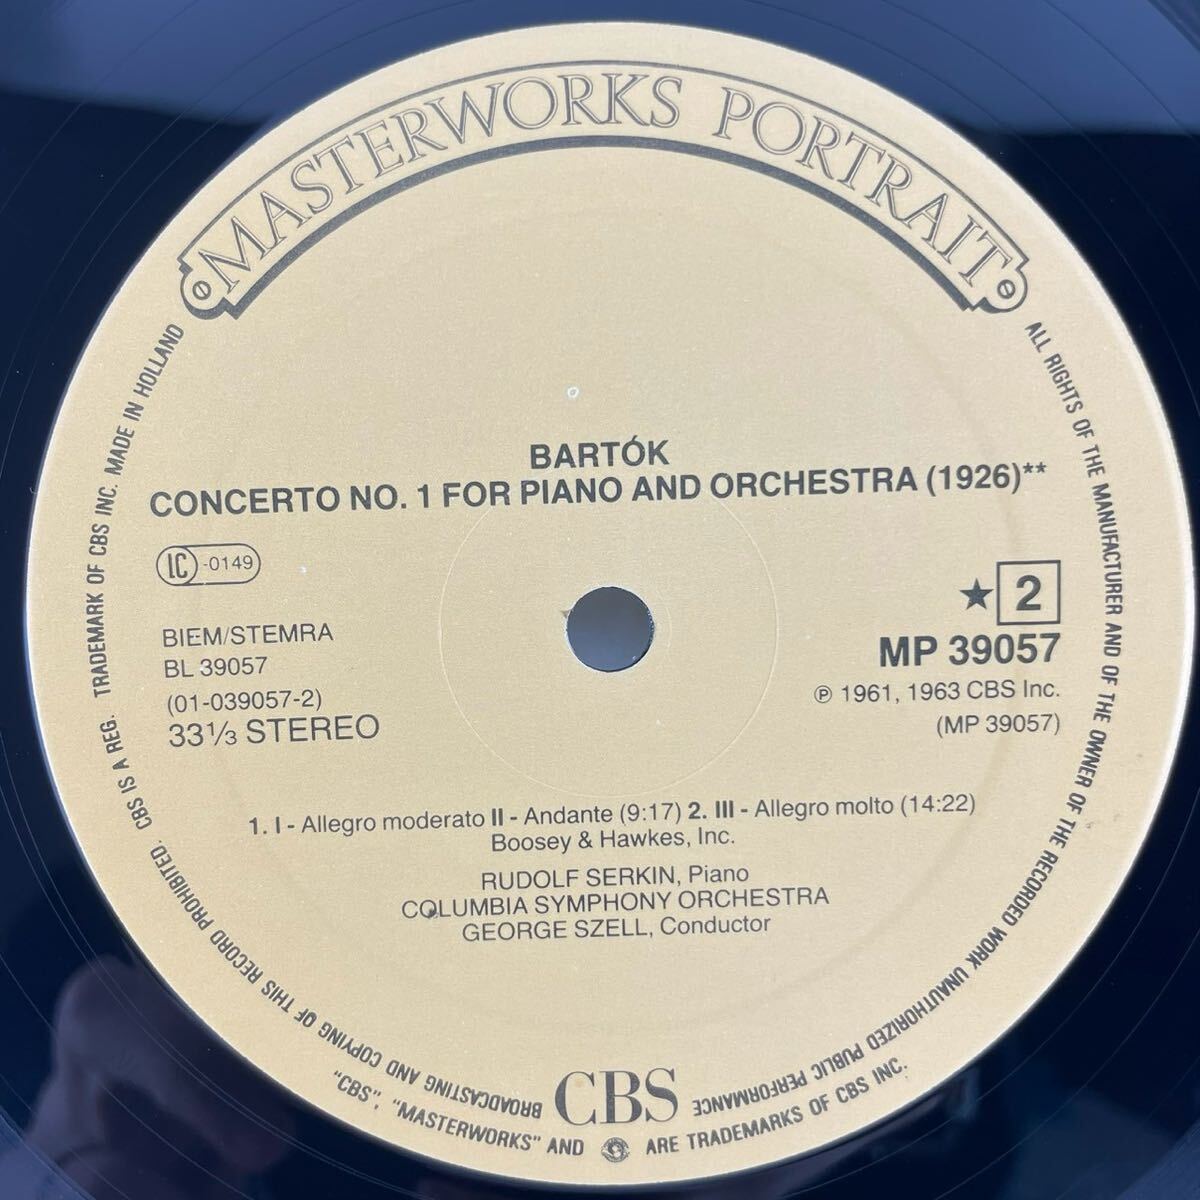 MASTERWORKS PORTRAIT
BARTÓK
CONCERTO NO. 1 FOR PIANO AND ORCHESTRA (1926)**
LC -0149
BIEM/STEMRA
BL 39057
(01-039057-2)
33 1/3 STEREO
★ 2
MP 39057
℗ 1961, 1963 CBS Inc.
(MP 39057)
1. I - Allegro moderato II - Andante (9:17) 2. III - Allegro molto (14:22)
Boosey & Hawkes, Inc.
RUDOLF SERKIN, Piano
COLUMBIA SYMPHONY ORCHESTRA
GEORGE SZELL, Conductor
CBS
ALL RIGHTS OF THE MANUFACTURER AND OF THE OWNER OF THE RECORDED WORK UNAUTHORIZED PUBLIC PERFORMANCE
BROADCASTING AND COPYING OF THIS RECORD PROHIBITED. CBS IS A REG. TRADEMARK OF CBS INC. MADE IN HOLLAND
"CBS", "MASTERWORKS" AND ARE TRADEMARKS OF CBS INC.